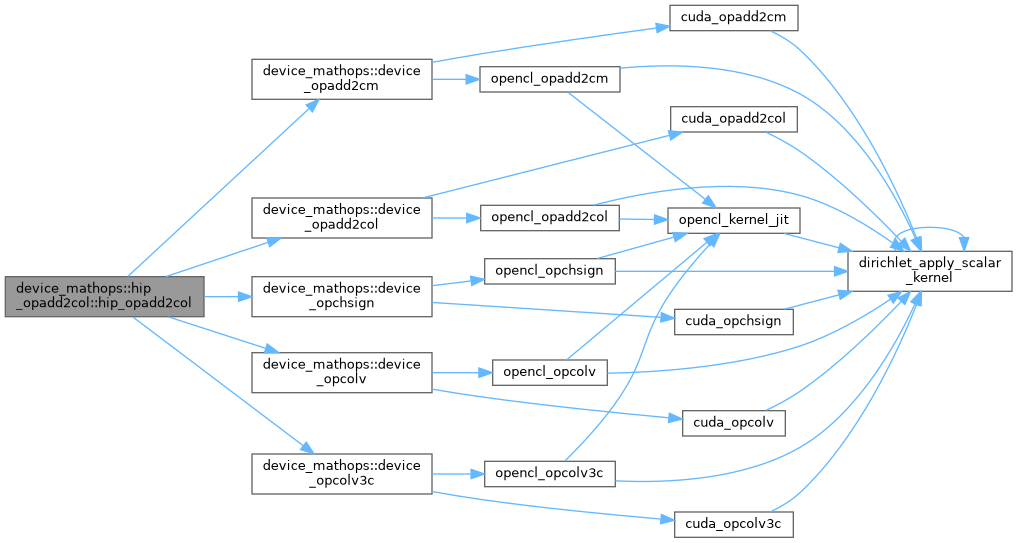 device_mathops::hip
_opadd2col::hip_opadd2col
device_mathops::device
_opadd2cm
device_mathops::device
_opadd2col
device_mathops::device
_opchsign
device_mathops::device
_opcolv
device_mathops::device
_opcolv3c
cuda_opadd2cm
opencl_opadd2cm
cuda_opadd2col
opencl_opadd2col
opencl_kernel_jit
opencl_opchsign
cuda_opchsign
opencl_opcolv
cuda_opcolv
opencl_opcolv3c
cuda_opcolv3c
dirichlet_apply_scalar
_kernel